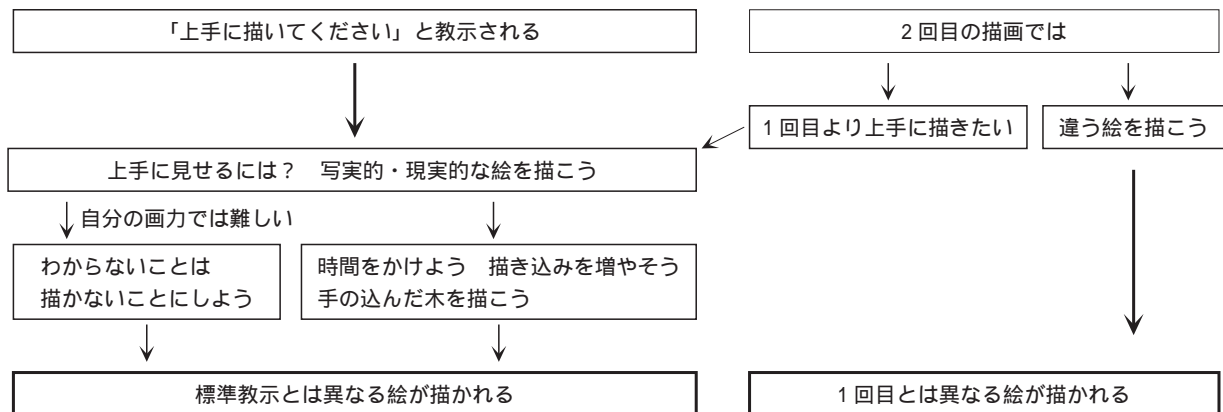 「上手に描いてください」と教示される
2回目の描画では
1回目より上手に描きたい
違う絵を描こう
上手に見せるには？　写実的・現実的な絵を描こう
自分の画力では難しい
わからないことは
描かないことにしよう
時間をかけよう　描き込みを増やそう
手の込んだ木を描こう
標準教示とは異なる絵が描かれる
1回目とは異なる絵が描かれる